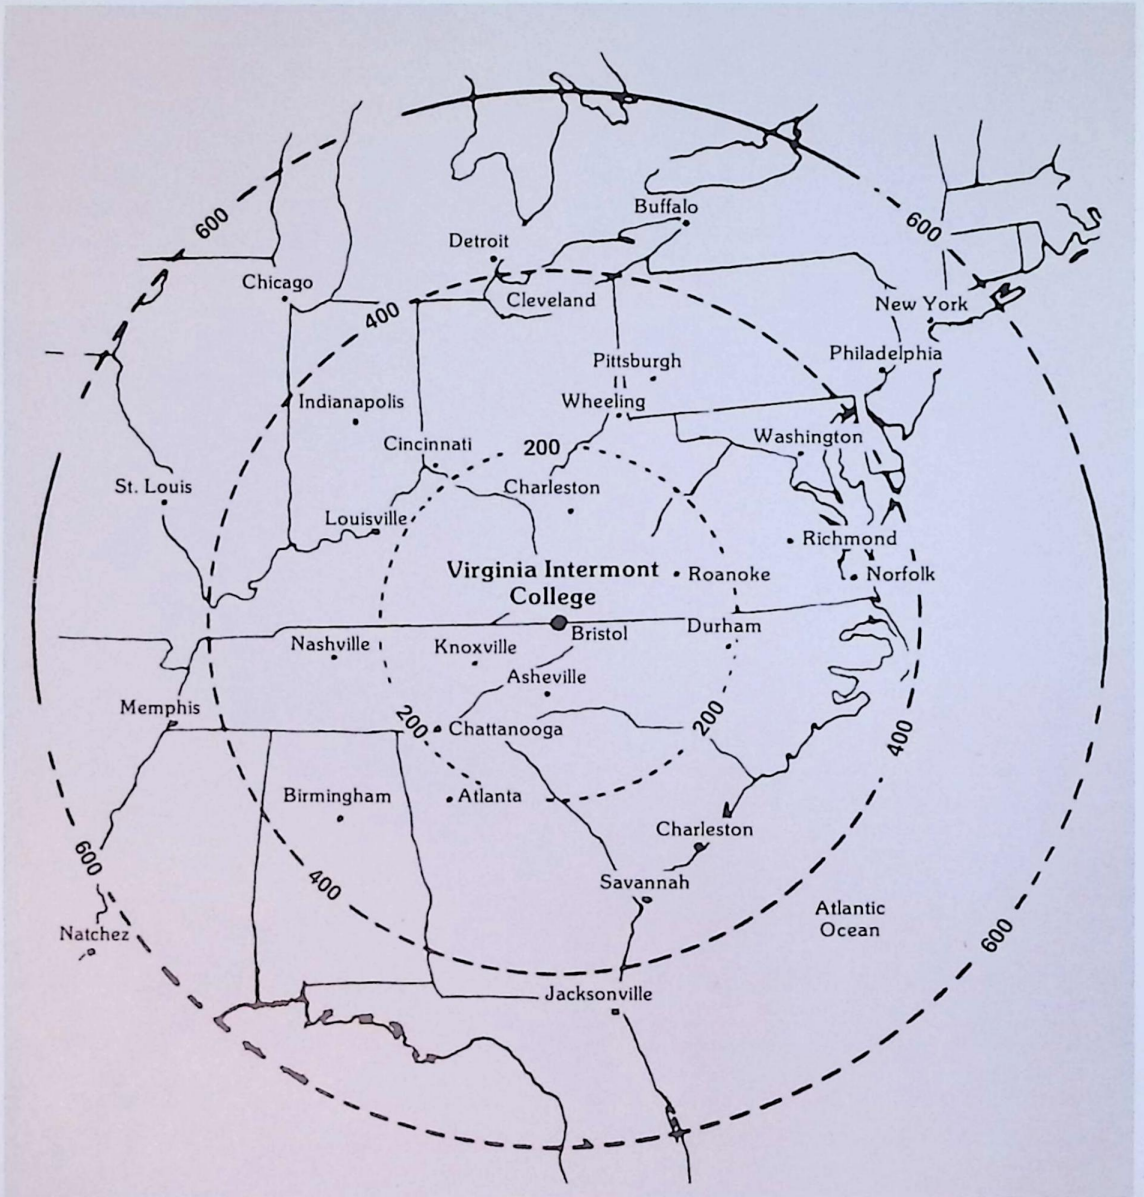 Buffalo
600
600
Detroit
Chicago
Cleveland
New York
400
Philadelphia
Pittsburgh
Indianapolis
Wheeling
Washington
Cincinnati
200
St. Louis
Charleston
Louisville
Richmond
Virginia Intermont
College
Roanoke
Norfolk
Bristol
Durham
Nashville
Knoxville
Asheville
Memphis
200
200
Chattanooga
400
Birmingham
Atlanta
Charleston
600
400
Savannah
Atlantic
Ocean
Natchez
600
Jacksonville